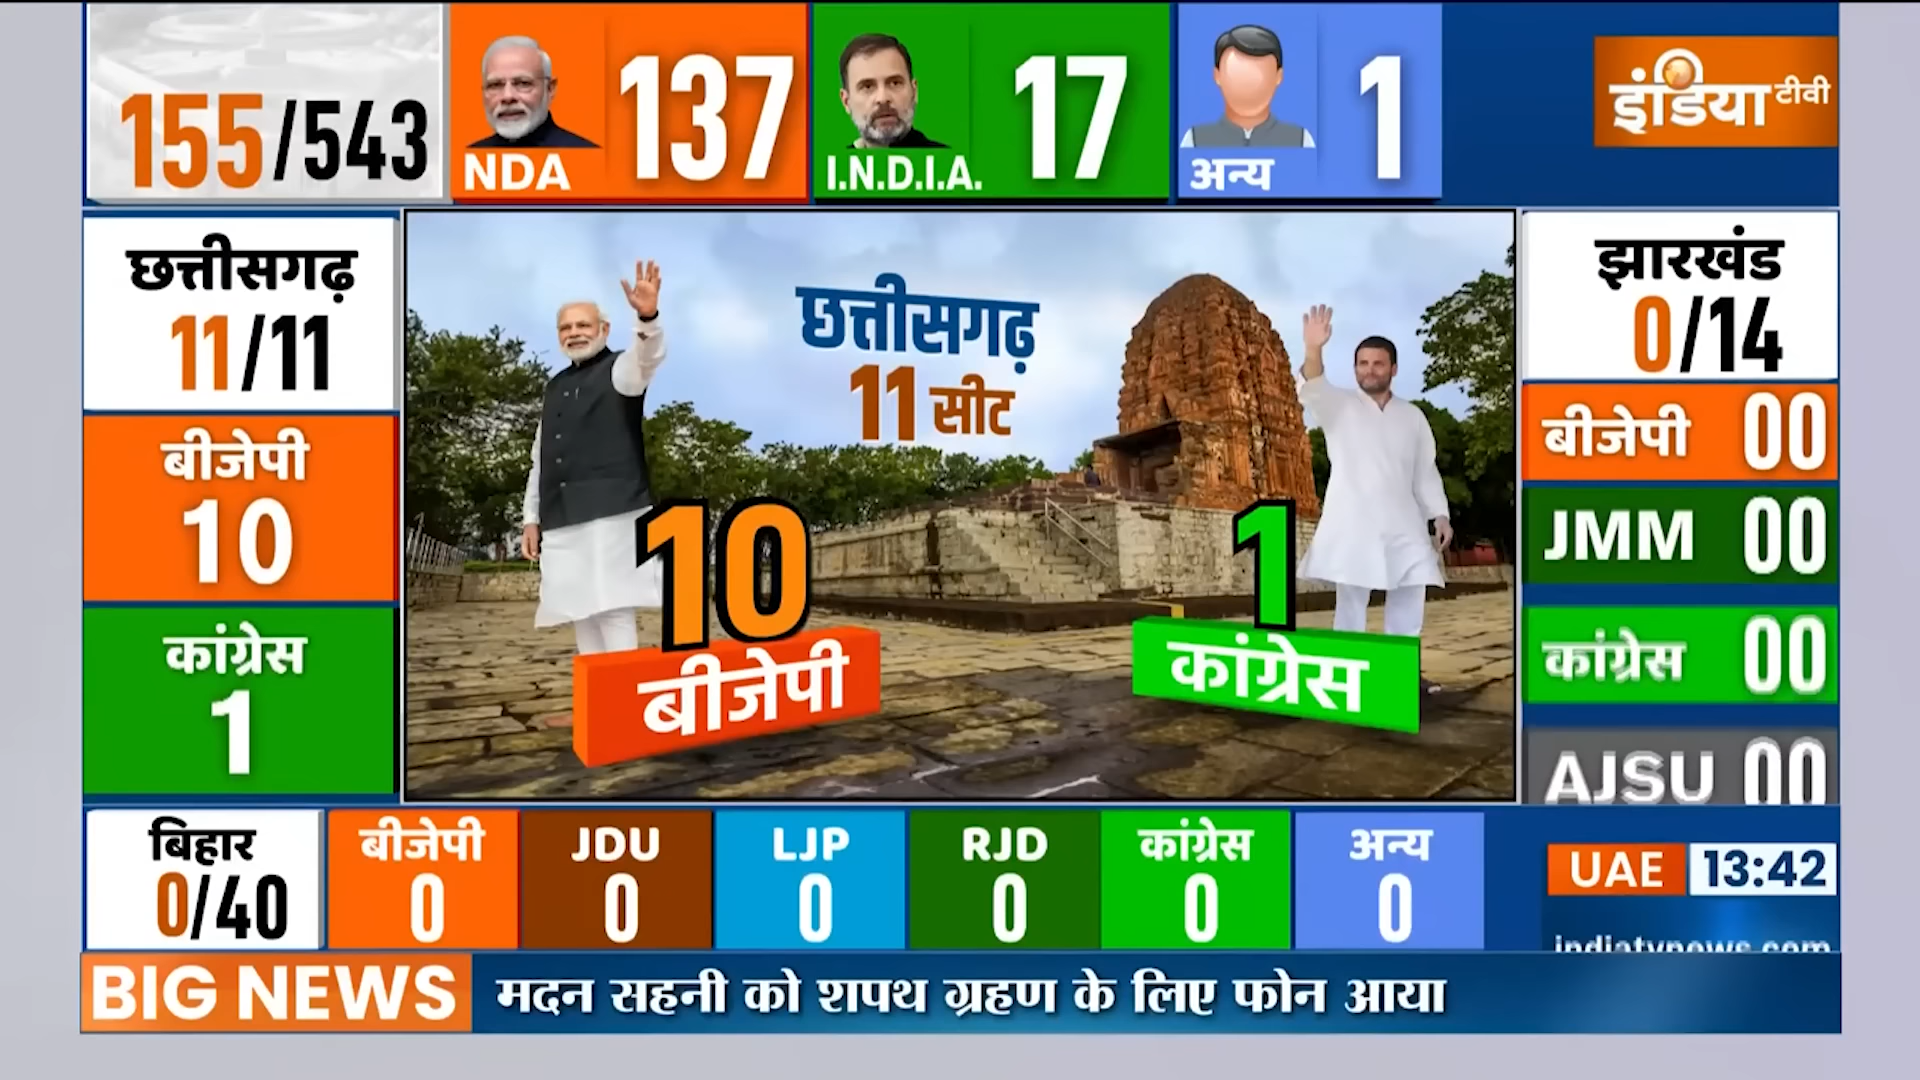 155/543
NDA
137
I.N.D.I.A.
17
अन्य
1
इंडिया टीवी
छत्तीसगढ़
11/11
बीजेपी
10
कांग्रेस
1
छत्तीसगढ़
11 सीट
10
बीजेपी
1
कांग्रेस
झारखंड
0/14
बीजेपी 00
JMM 00
कांग्रेस 00
AJSU 00
बिहार
0/40
बीजेपी
0
JDU
0
LJP
0
RJD
0
कांग्रेस
0
अन्य
0
UAE 13:42
indiatvnews.com
BIG NEWS
मदन सहनी को शपथ ग्रहण के लिए फोन आया